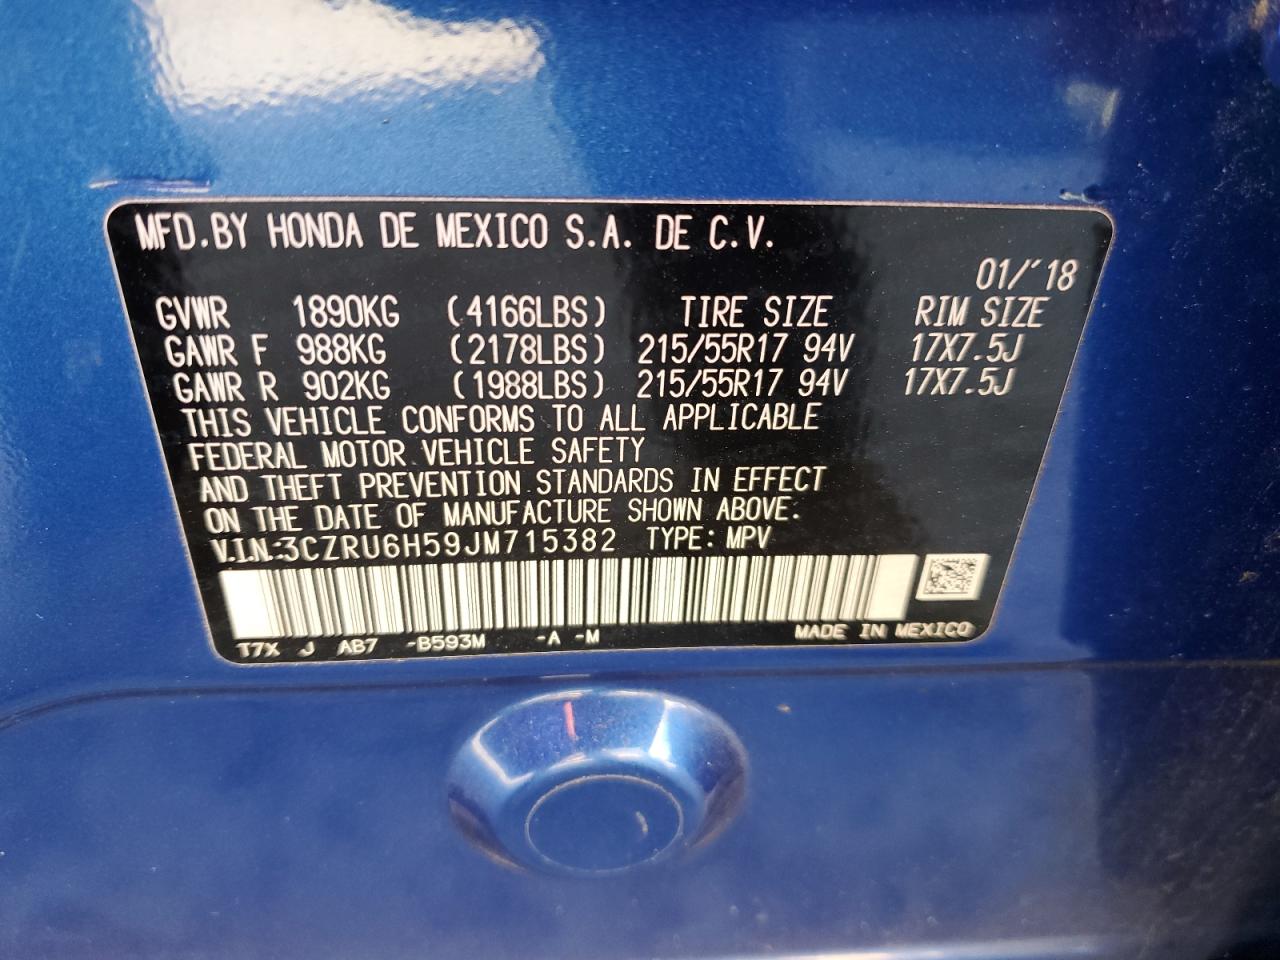 MFD.BY HONDA DE MEXICO S.A. DE C.V.
01/'18
GVWR 1890KG (4166LBS) TIRE SIZE RIM SIZE
GAWR F 988KG (2178LBS) 215/55R17 94V 17X7.5J
GAWR R 902KG (1988LBS) 215/55R17 94V 17X7.5J
THIS VEHICLE CONFORMS TO ALL APPLICABLE
FEDERAL MOTOR VEHICLE SAFETY
AND THEFT PREVENTION STANDARDS IN EFFECT
ON THE DATE OF MANUFACTURE SHOWN ABOVE.
V.I.N.:3CZRU6H59JM715382 TYPE: MPV
T7X J AB7 -B593M -A -M MADE IN MEXICO